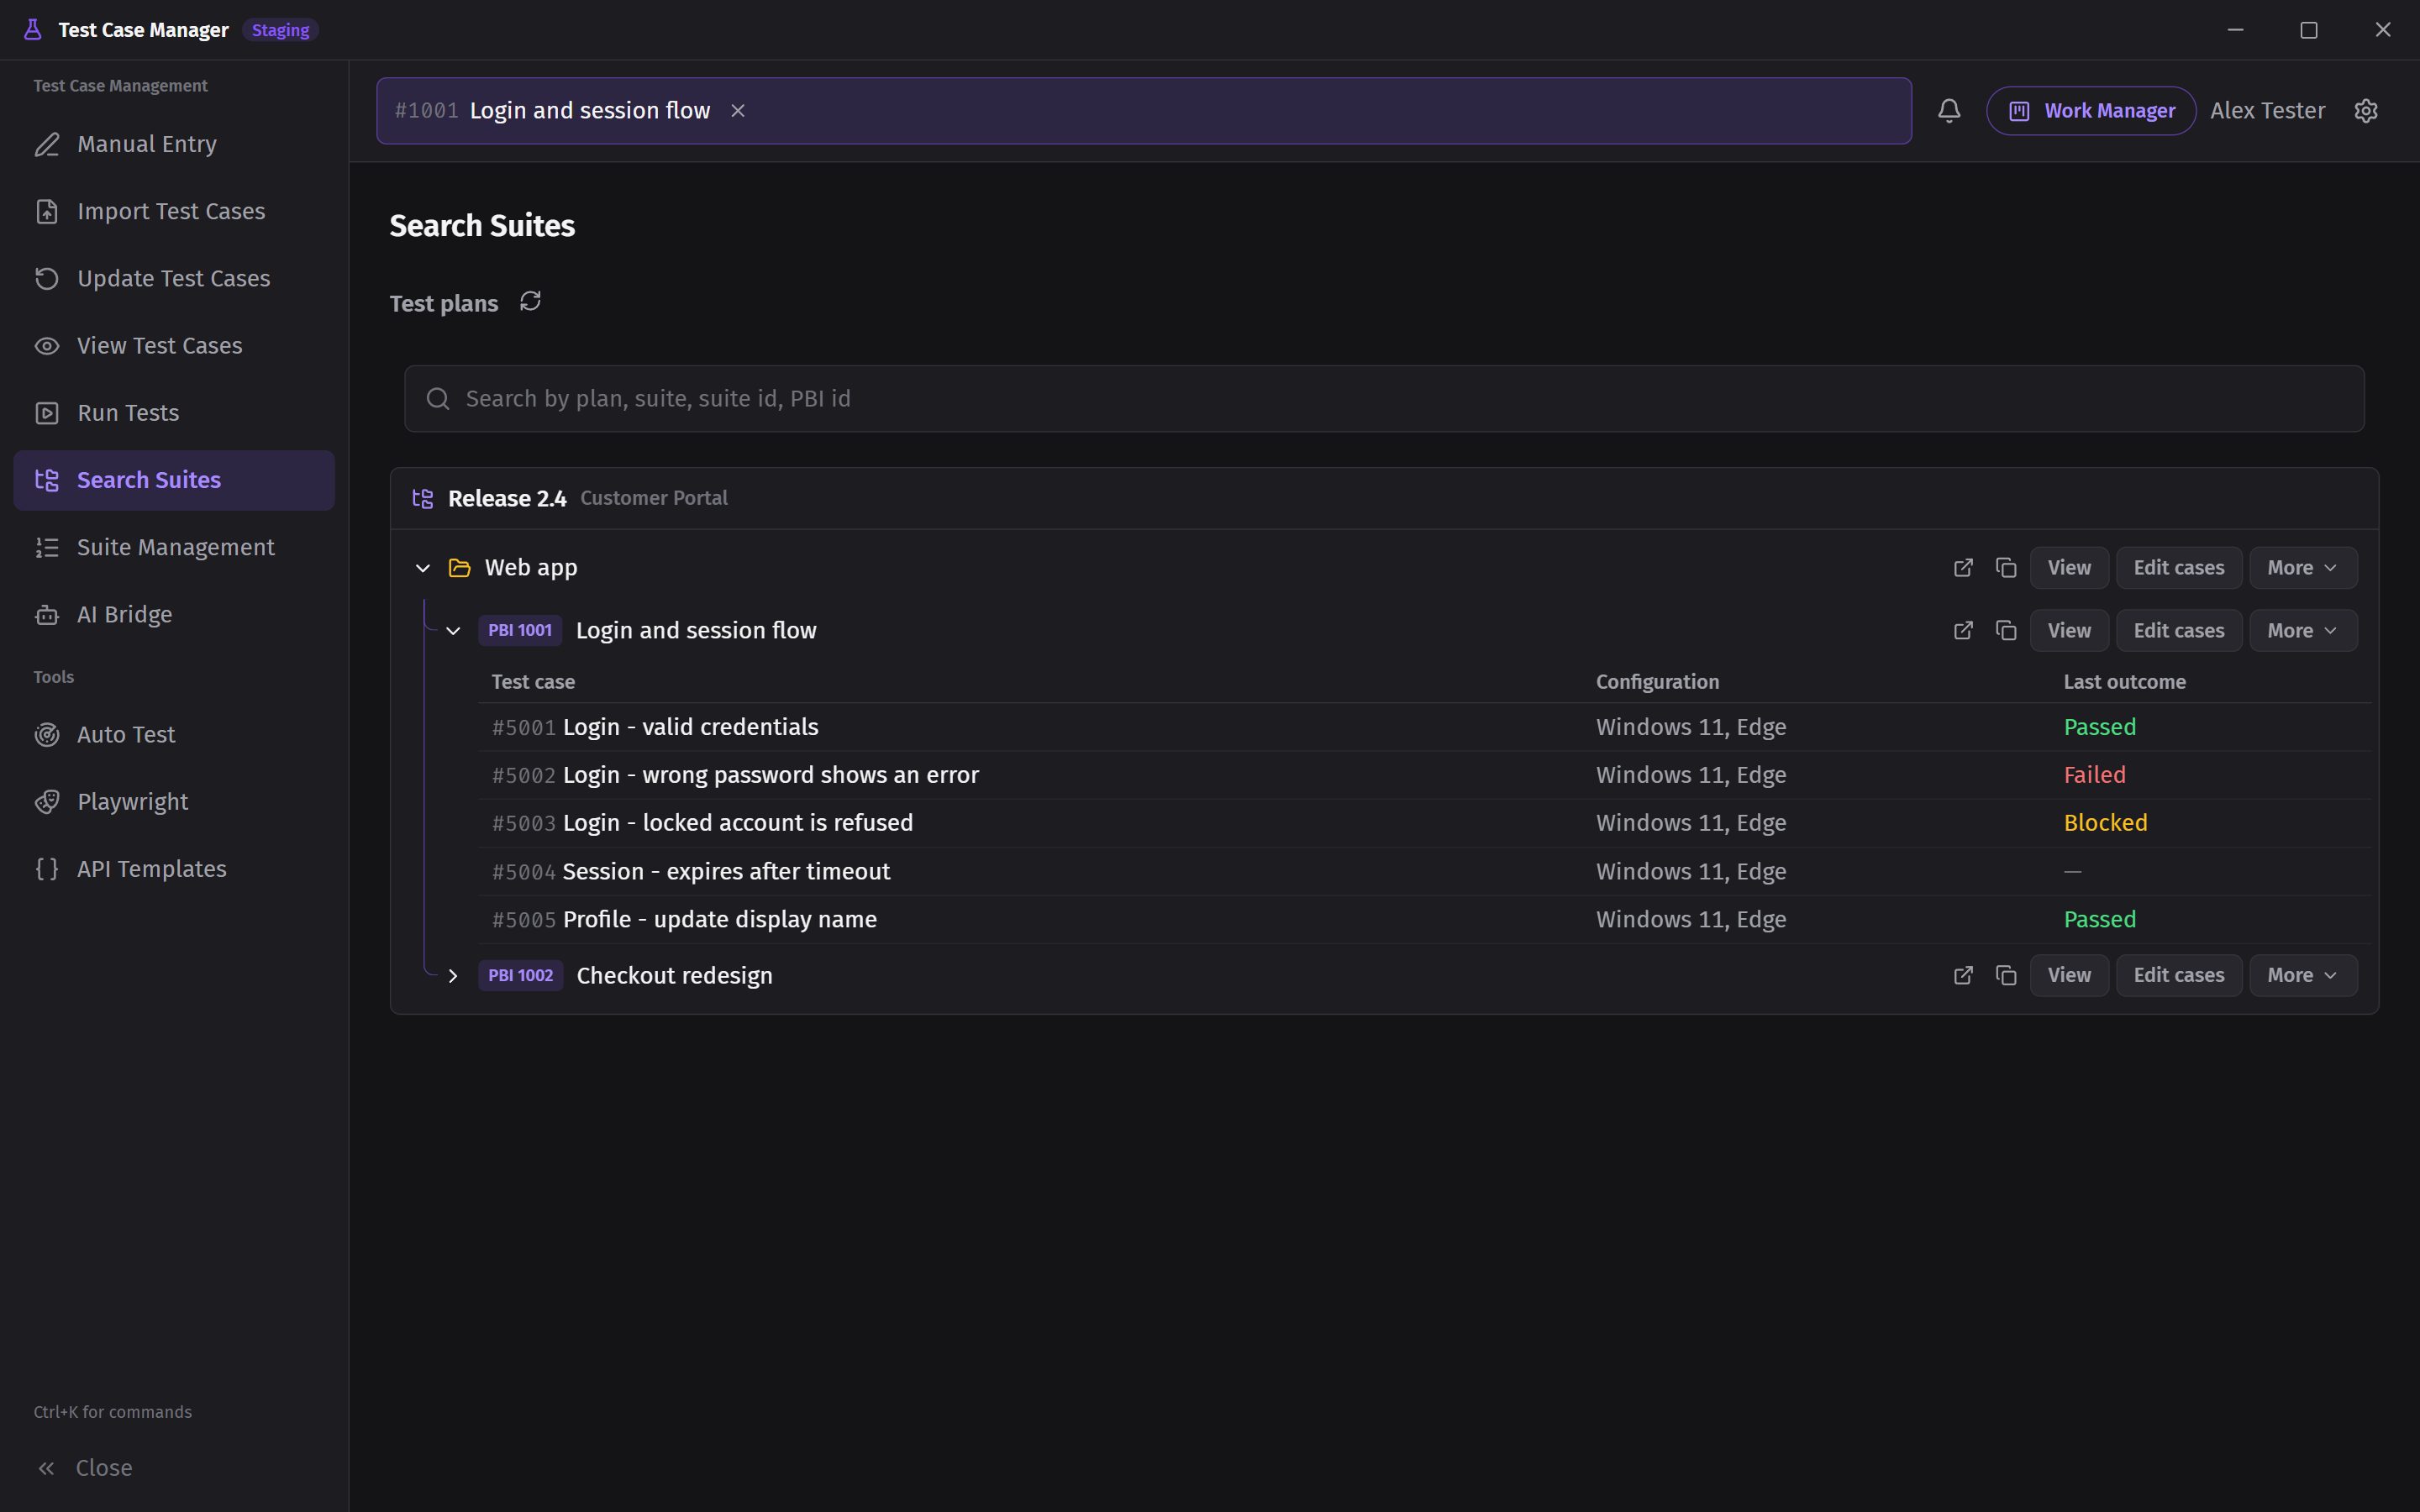 Test Case Manager Staging
Test Case Management
Manual Entry
Import Test Cases
Update Test Cases
View Test Cases
Run Tests
Search Suites
Suite Management
AI Bridge
Tools
Auto Test
Playwright
API Templates
Ctrl+K for commands
Close
#1001 Login and session flow
Work Manager
Alex Tester
Search Suites
Test plans
Search by plan, suite, suite id, PBI id
Release 2.4 Customer Portal
Web app View Edit cases More
PBI 1001 Login and session flow View Edit cases More
Test case Configuration Last outcome
#5001 Login - valid credentials Windows 11, Edge Passed
#5002 Login - wrong password shows an error Windows 11, Edge Failed
#5003 Login - locked account is refused Windows 11, Edge Blocked
#5004 Session - expires after timeout Windows 11, Edge —
#5005 Profile - update display name Windows 11, Edge Passed
PBI 1002 Checkout redesign View Edit cases More